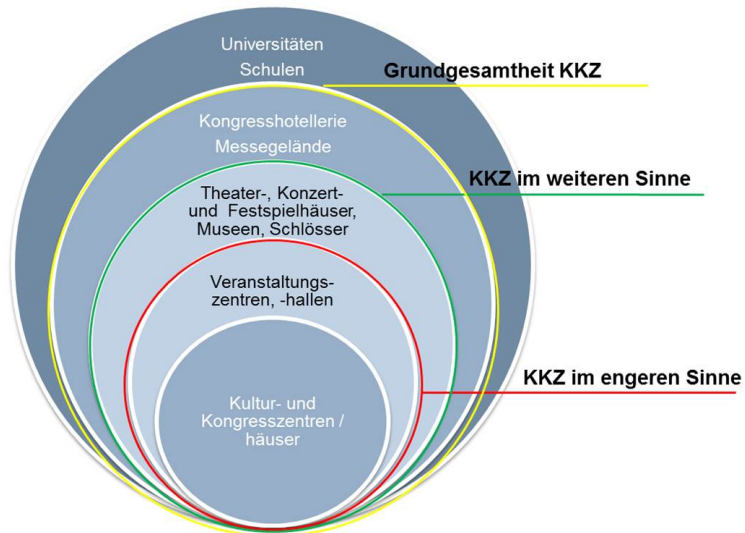 Universitäten
Schulen
Grundgesamtheit KKZ
Kongresshotellerie
Messegelände
KKZ im weiteren Sinne
Theater-, Konzert-
und Festspielhäuser,
Museen, Schlösser
Veranstaltungs-
zentren, -hallen
KKZ im engeren Sinne
Kultur- und
Kongresszentren /
häuser